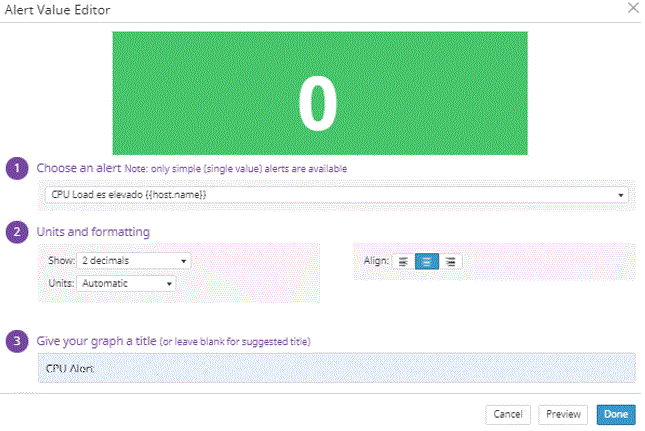 Alert Value Editor
0
1 Choose an alert Note: only simple (single value) alerts are available
CPU Load es elevado {{host.name}}
2 Units and formatting
Show: 2 decimals
Align:
Units: Automatic
3 Give your graph a title (or leave blank for suggested title)
CPU Alert
Cancel Preview Done